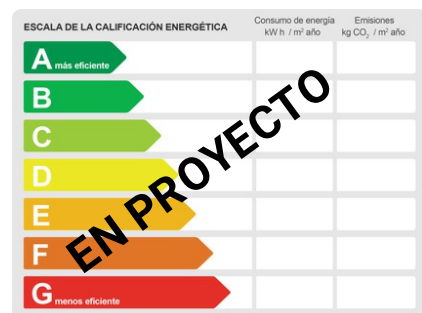 ESCALA DE LA CALIFICACIÓN ENERGÉTICA
Consumo de energía
kW h / m² año
Emisiones
kg CO₂ / m² año
A más eficiente
B
C
D
E
F
G menos eficiente
EN PROYECTO